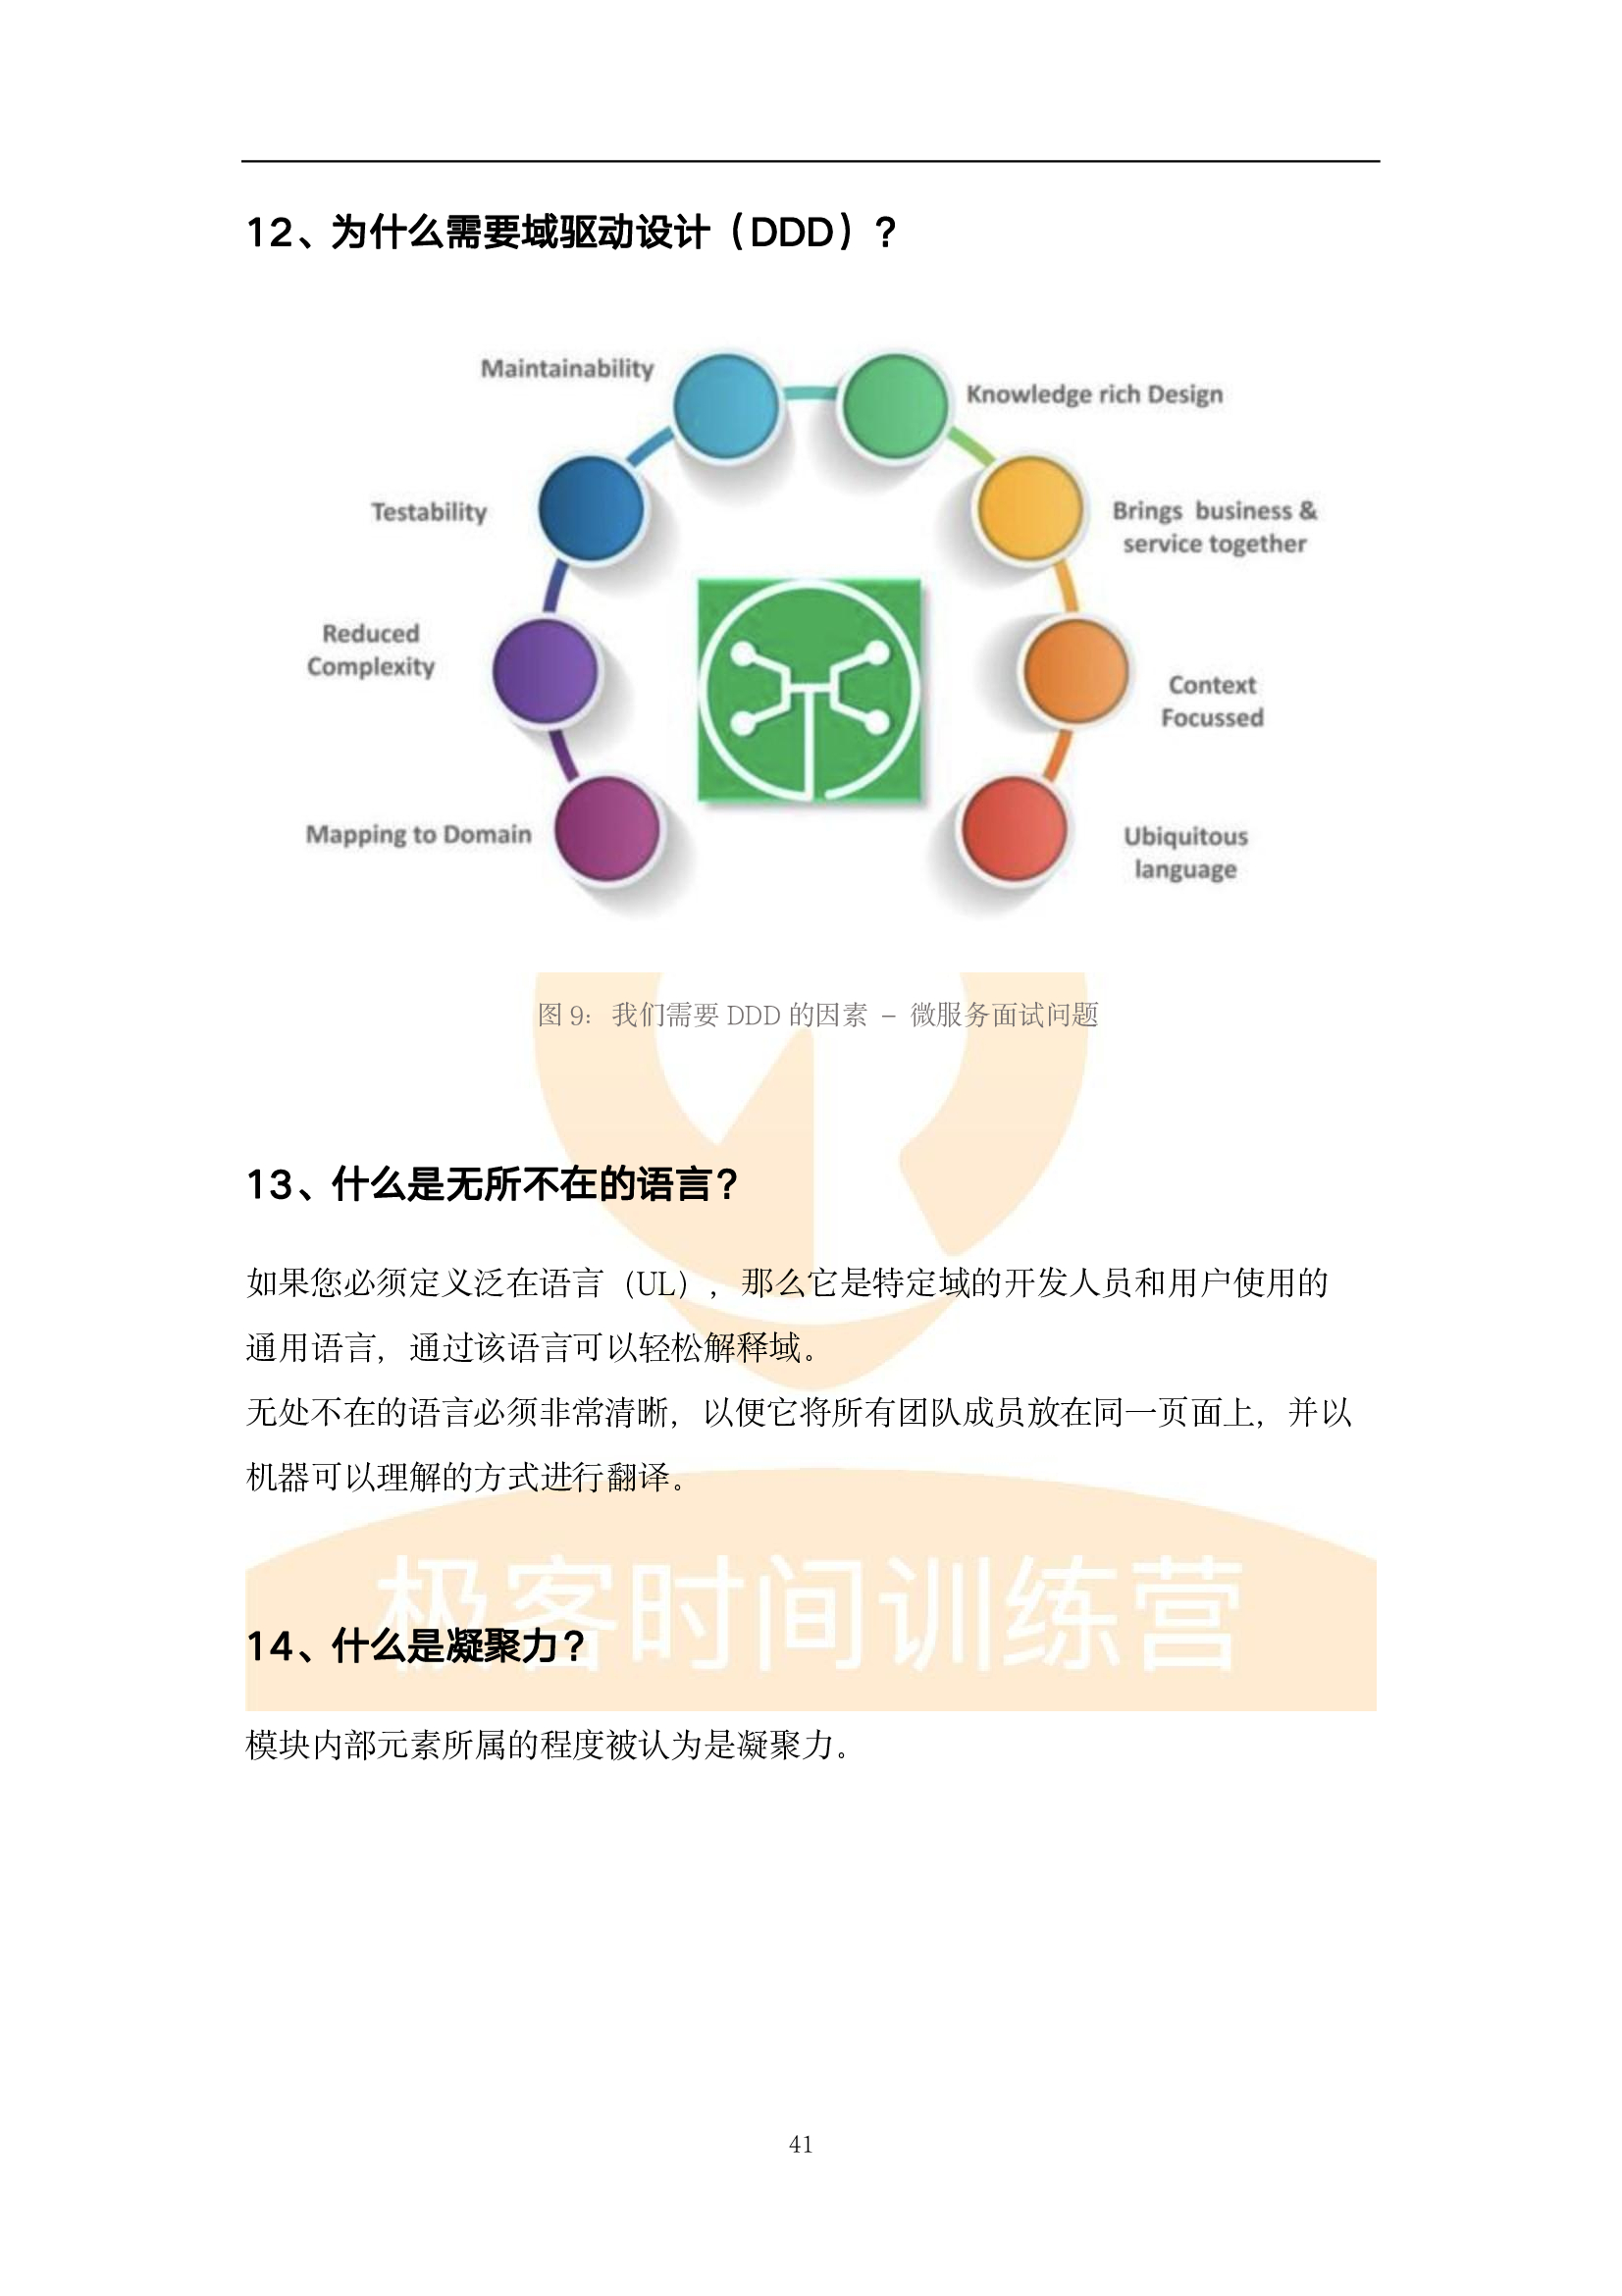 12、为什么需要域驱动设计（DDD）?
Maintainability
Knowledge rich Design
Testability
Brings business &
service together
Reduced
Complexity
Context
Focussed
Mapping to Domain
Ubiquitous
language
图 9：我们需要 DDD 的因素 – 微服务面试问题
13、什么是无所不在的语言?
如果您必须定义泛在语言（UL），那么它是特定域的开发人员和用户使用的
通用语言，通过该语言可以轻松解释域。
无处不在的语言必须非常清晰，以便它将所有团队成员放在同一页面上，并以
机器可以理解的方式进行翻译。
极客时间训练营
14、什么是凝聚力?
模块内部元素所属的程度被认为是凝聚力。
41